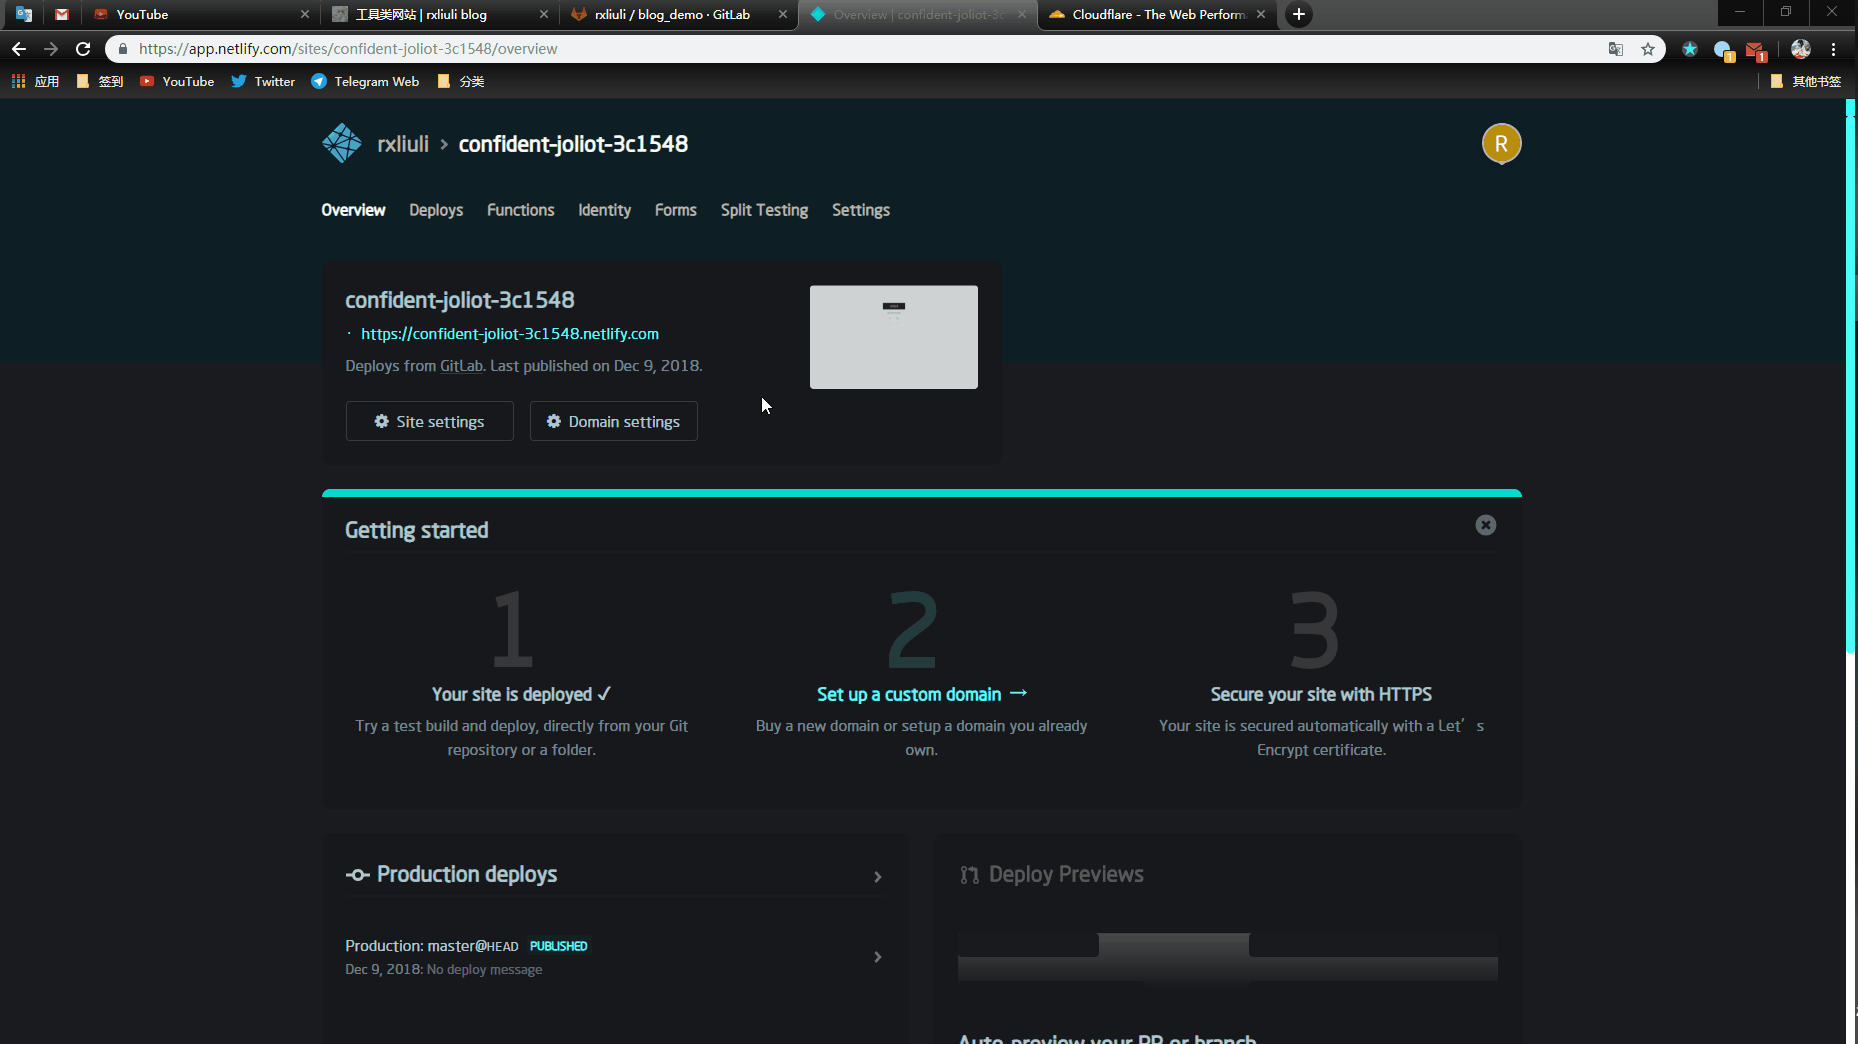 YouTube
工具类网站 | rxliuli blog
rxliuli / blog_demo · GitLab
Overview | confident-joliot-3c
Cloudflare - The Web Perform
https://app.netlify.com/sites/confident-joliot-3c1548/overview
1
1
应用
签到
YouTube
Twitter
Telegram Web
分类
其他书签
rxliuli › confident-joliot-3c1548
R
Overview Deploys Functions Identity Forms Split Testing Settings
confident-joliot-3c1548
· https://confident-joliot-3c1548.netlify.com
Deploys from GitLab. Last published on Dec 9, 2018.
Site settings
Domain settings
Getting started
1
Your site is deployed ✓
Try a test build and deploy, directly from your Git
repository or a folder.
2
Set up a custom domain →
Buy a new domain or setup a domain you already
own.
3
Secure your site with HTTPS
Your site is secured automatically with a Let’s
Encrypt certificate.
Production deploys
Production: master@HEAD PUBLISHED
Dec 9, 2018: No deploy message
Deploy Previews
Auto-preview your PR or branch